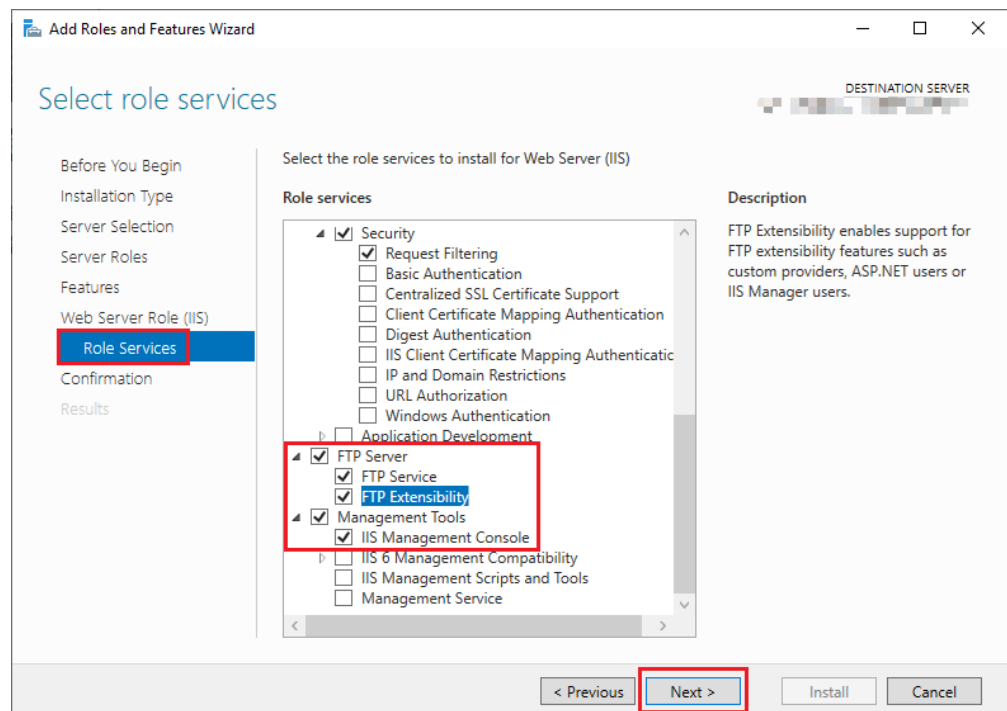 Add Roles and Features Wizard
Select role services
DESTINATION SERVER
Before You Begin
Installation Type
Server Selection
Server Roles
Features
Web Server Role (IIS)
Role Services
Confirmation
Results
Select the role services to install for Web Server (IIS)
Role services
Security
Request Filtering
Basic Authentication
Centralized SSL Certificate Support
Client Certificate Mapping Authentication
Digest Authentication
IIS Client Certificate Mapping Authenticatic
IP and Domain Restrictions
URL Authorization
Windows Authentication
Application Development
FTP Server
FTP Service
FTP Extensibility
Management Tools
IIS Management Console
IIS 6 Management Compatibility
IIS Management Scripts and Tools
Management Service
Description
FTP Extensibility enables support for
FTP extensibility features such as
custom providers, ASP.NET users or
IIS Manager users.
< Previous
Next >
Install
Cancel